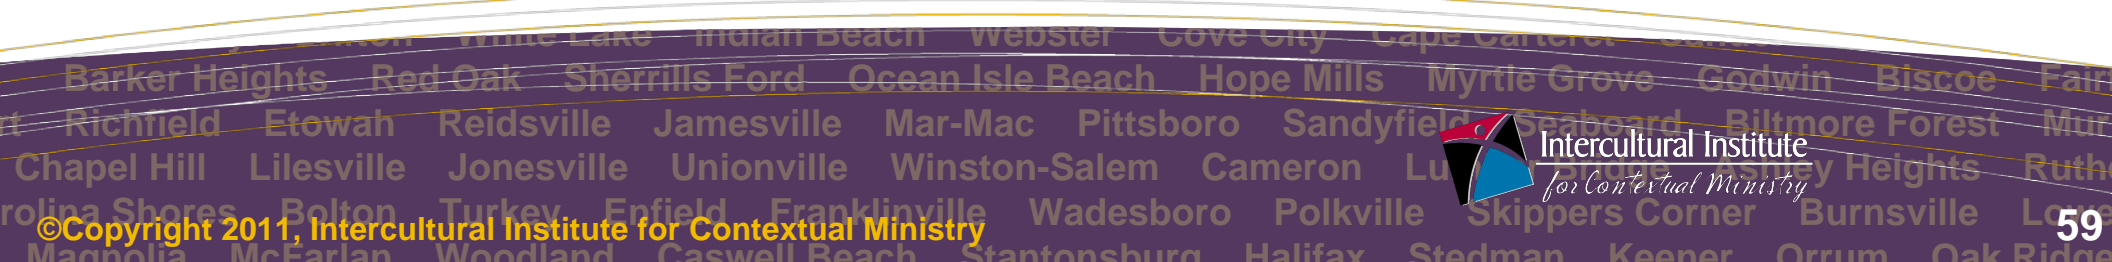 White Lake Indian Beach Webster Cove City Cape Carteret
Barker Heights Red Oak Sherrills Ford Ocean Isle Beach Hope Mills Myrtle Grove Godwin Biscoe
Richfield Etowah Reidsville Jamesville Mar-Mac Pittsboro Sandyfield Seaboard Biltmore Forest
Intercultural Institute
Chapel Hill Lilesville Jonesville Unionville Winston-Salem Cameron Bridge Ashley Heights
for Contextual Ministry
Shores Bolton Turkey Enfield Franklinville Wadesboro Polkville Skippers Corner Burnsville
©Copyright 2011, Intercultural Institute for Contextual Ministry
59
Magnolia McFarlan Woodland Caswell Beach Stantonsburg Halifax Stedman Keener Orrum Oak Ridge